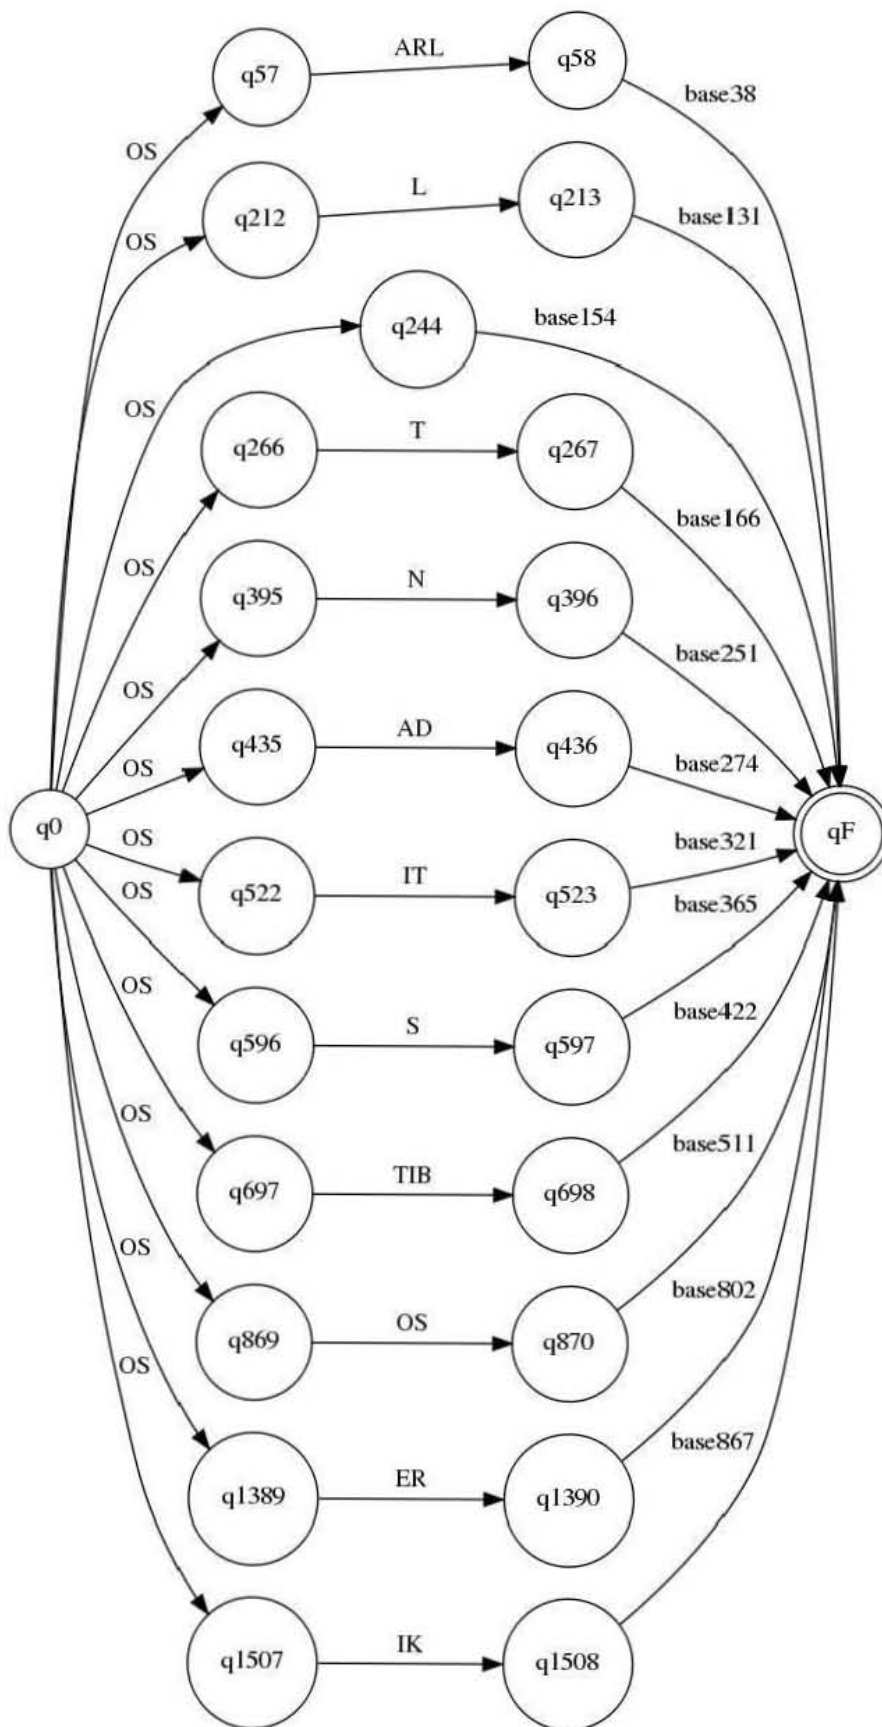 q57 ARL q58
base38
OS
q212 L q213
base131
OS
q244
base154
OS
q266 T q267
base166
OS
q395 N q396
base251
OS
q435 AD q436
base274
OS
q0
qF
OS
q522 IT q523
base321
OS
q596 S q597
base365
OS
q697 TIB q698
base422
OS
q869 OS q870
base511
OS
q1389 ER q1390
base802
OS
q1507 IK q1508
base867